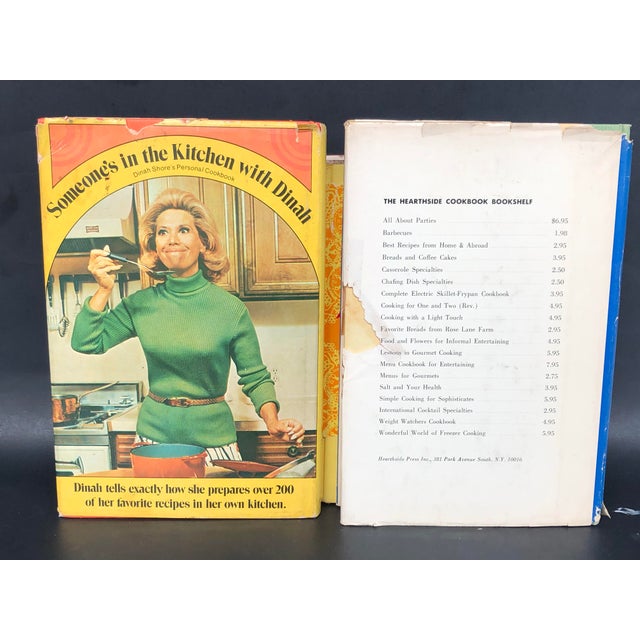 Someone's in the Kitchen with Dinah
Dinah Shore's Personal Cookbook
Dinah tells exactly how she prepares over 200
of her favorite recipes in her own kitchen.
THE HEARTHSIDE COOKBOOK BOOKSHELF
All About Parties $6.95
Barbecues 1.98
Best Recipes from Home & Abroad 2.95
Breads and Coffee Cakes 3.95
Casserole Specialties 2.50
Chafing Dish Specialties 2.50
Complete Electric Skillet-Frypan Cookbook 3.95
Cooking for One and Two (Rev.) 4.95
Cooking with a Light Touch 4.95
Favorite Breads from Rose Lane Farm 2.95
Food and Flowers for Informal Entertaining 4.95
Lessons in Gourmet Cooking 5.95
Menu Cookbook for Entertaining 7.95
Menus for Gourmets 2.75
Salt and Your Health 3.95
Simple Cooking for Sophisticates 5.95
International Cocktail Specialties 2.95
Weight Watchers Cookbook 4.95
Wonderful World of Freezer Cooking 5.95
Hearthside Press Inc., 381 Park Avenue South, N.Y. 10016